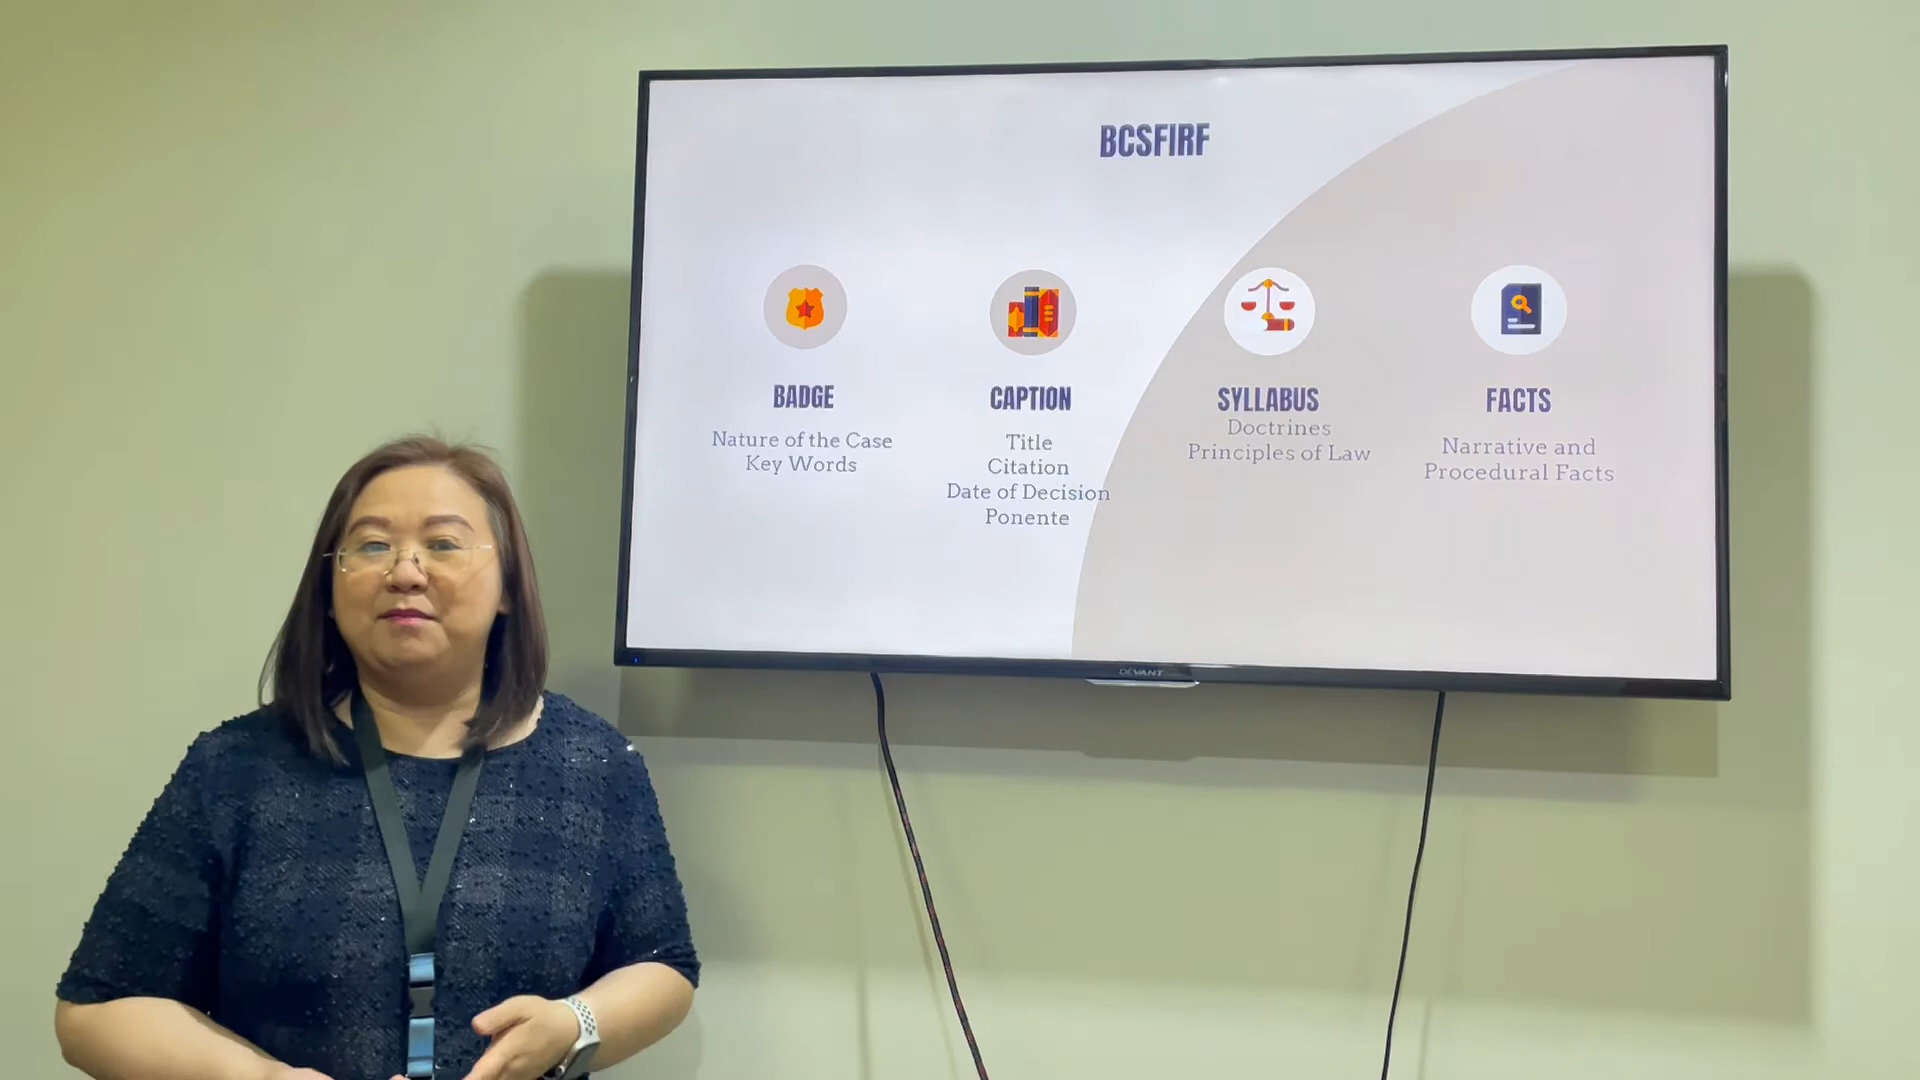 BCSFIRF
BADGE
Nature of the Case
Key Words
CAPTION
Title
Citation
Date of Decision
Ponente
SYLLABUS
Doctrines
Principles of Law
FACTS
Narrative and
Procedural Facts
DEVANT